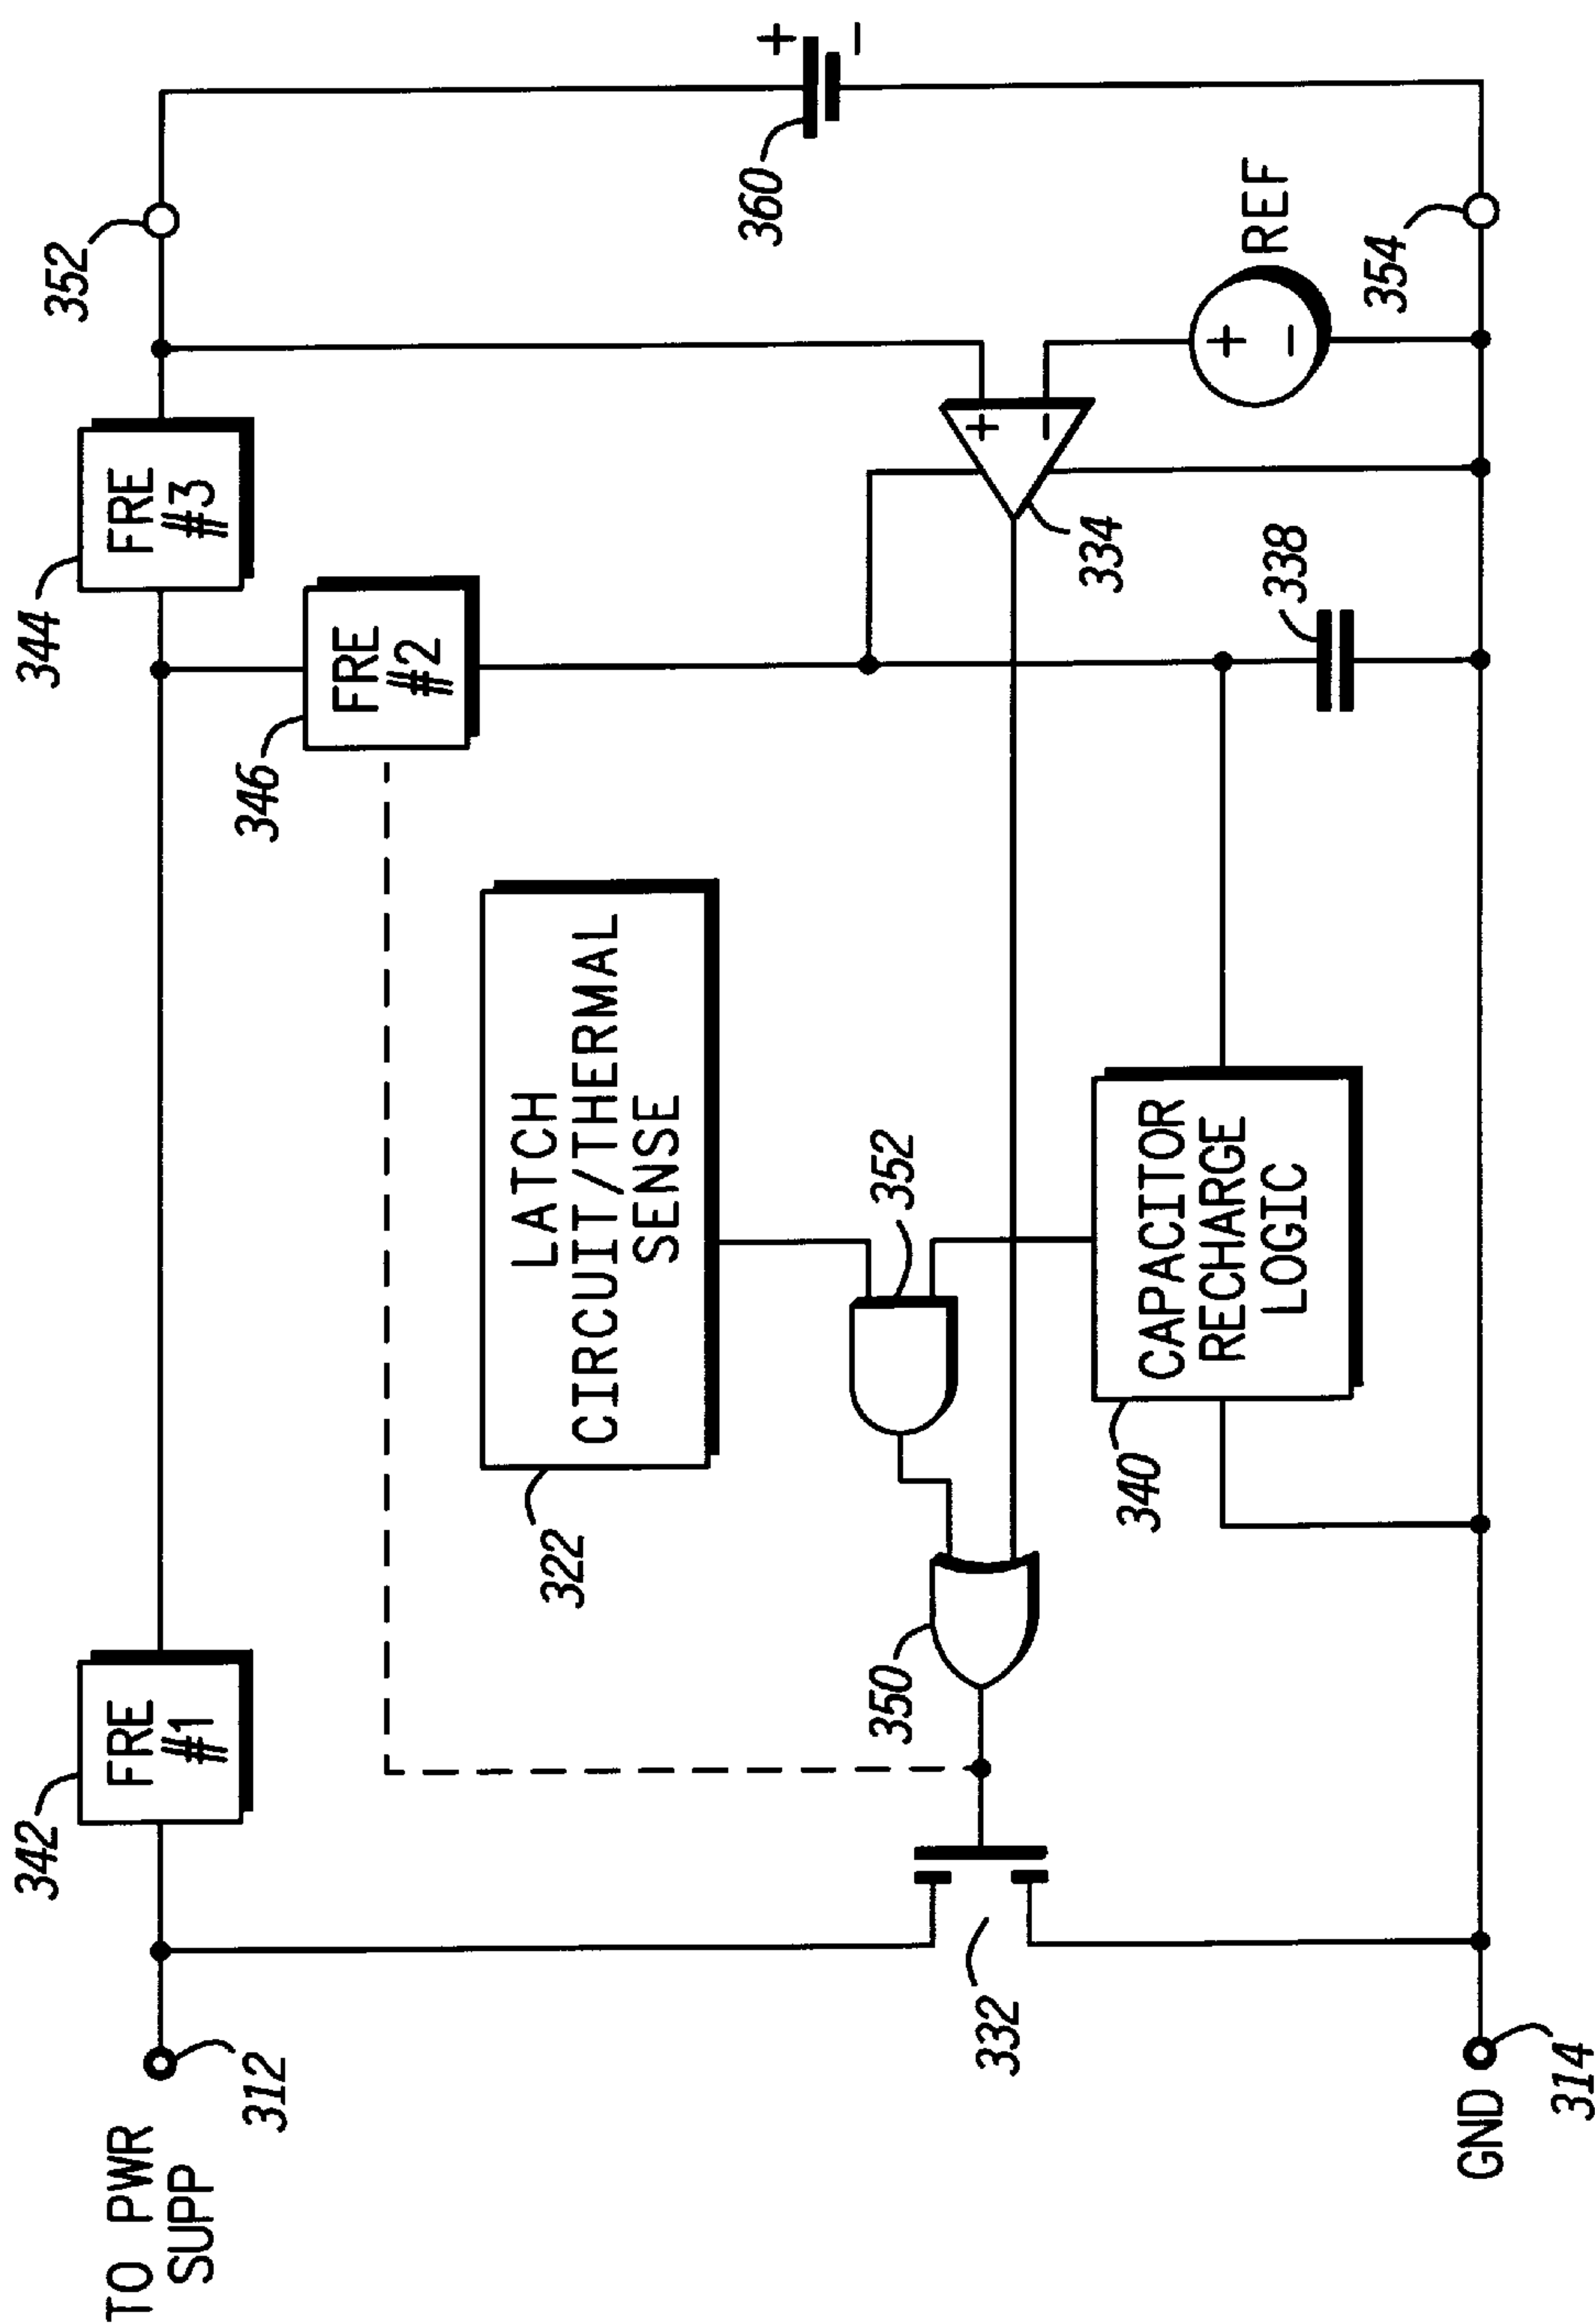 TO PWR
SUPP
312
342
FRE
#1
344
FRE
#3
352
346
FRE
#2
322
LATCH
CIRCUIT/THERMAL
SENSE
360
+
−
332
350
352
334
+
−
340
CAPACITOR
RECHARGE
LOGIC
338
+
−
REF
354
GND
314